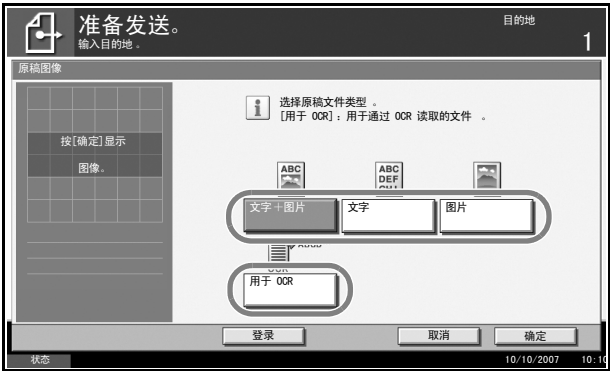 准备发送。
输入目的地。
目的地
1
原稿图像
按[确定]显示
图像。
选择原稿文件类型 。
[用于 OCR]：用于通过 OCR 读取的文件 。
ABC
ABC
DEF
文字＋图片
文字
图片
用于 OCR
登录
取消
确定
状态
10/10/2007 10:10